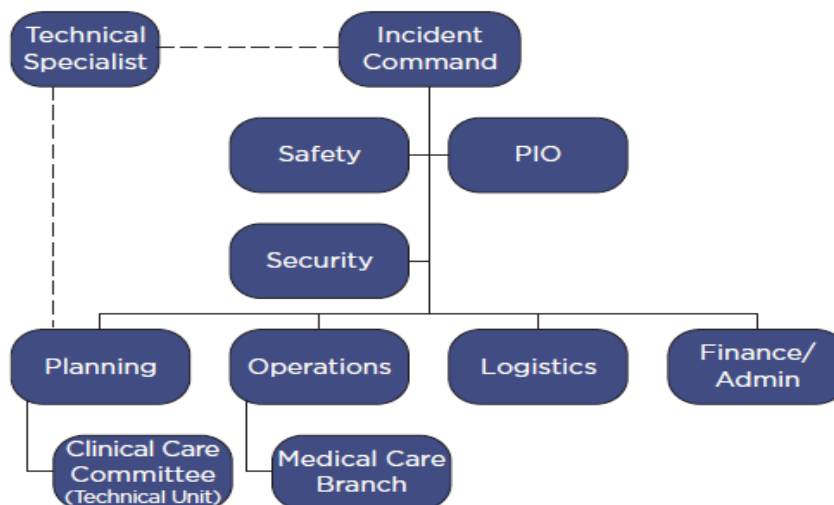 Technical
Specialist
Incident
Command
Safety
PIO
Security
Planning
Operations
Logistics
Finance/
Admin
Clinical Care
Committee
(Technical Unit)
Medical Care
Branch